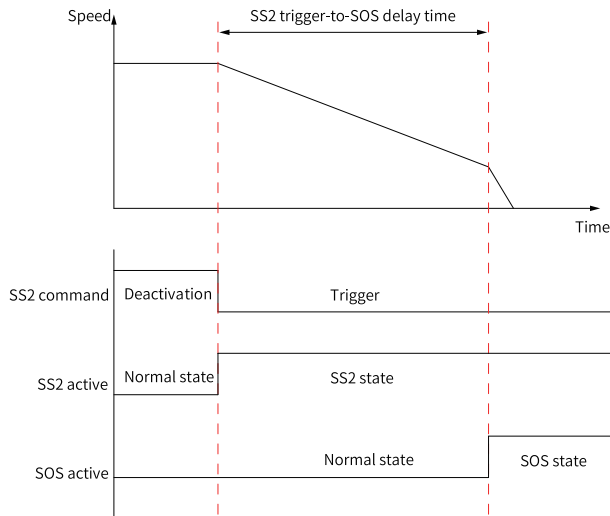 Speed
SS2 trigger-to-SOS delay time
Time
SS2 command
Deactivation
Trigger
SS2 active
Normal state
SS2 state
SOS active
Normal state
SOS state